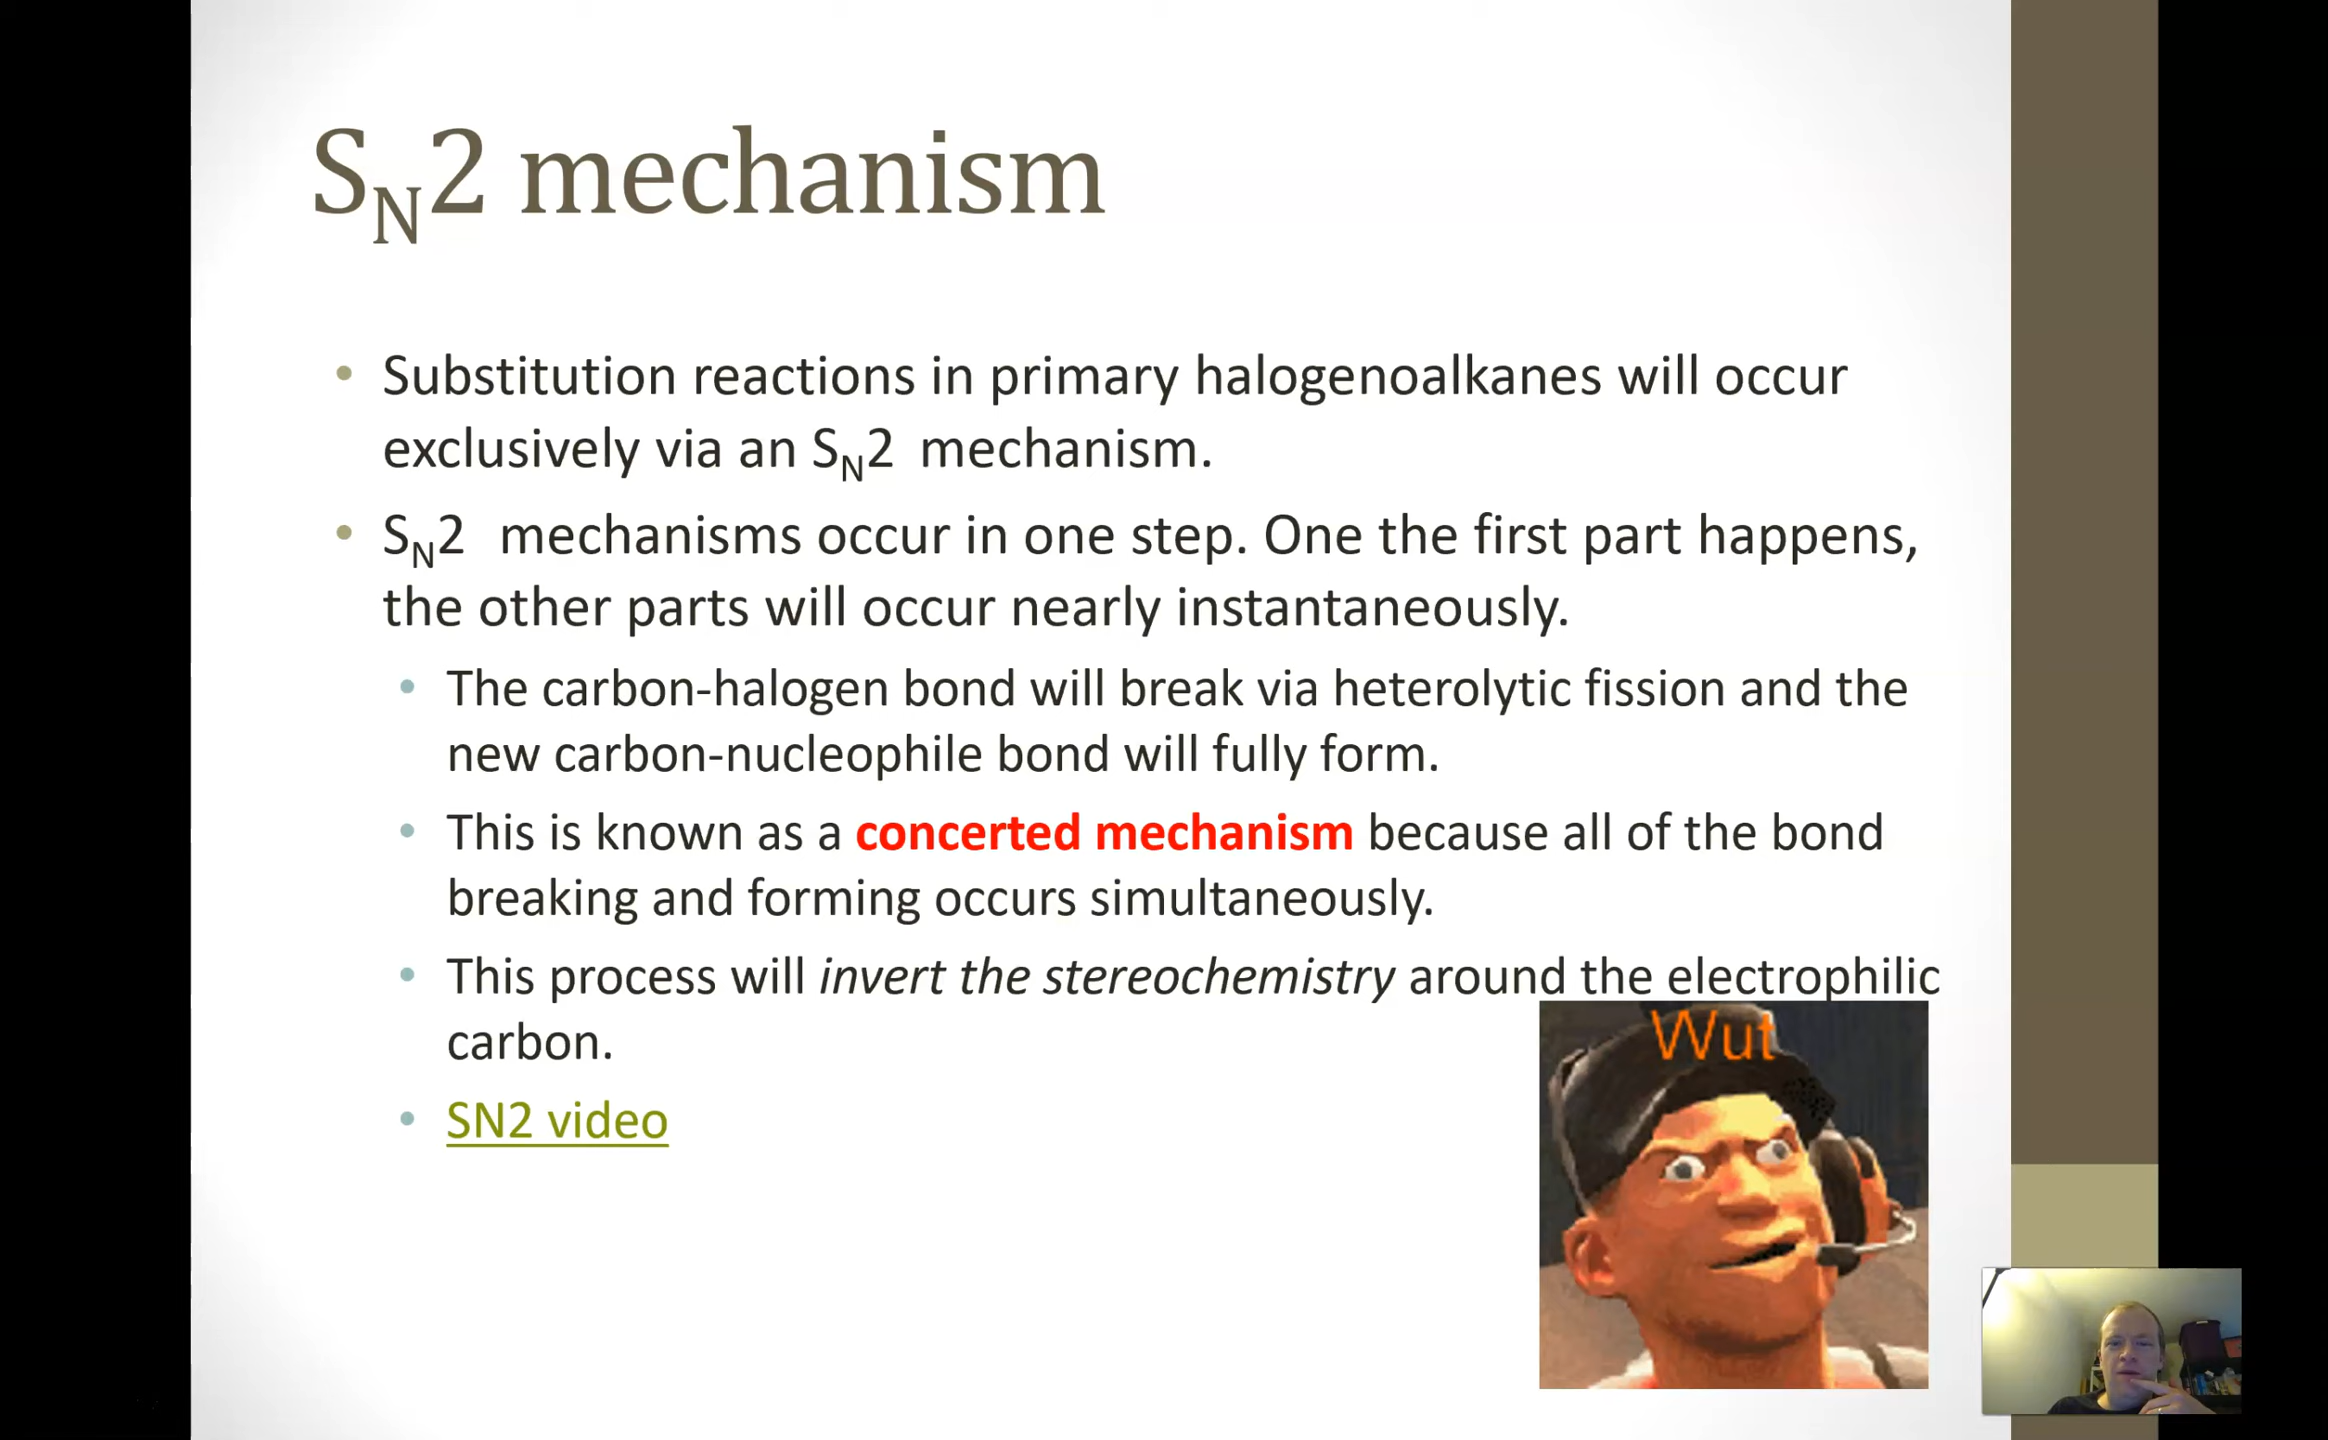 SN2 mechanism
• Substitution reactions in primary halogenoalkanes will occur
exclusively via an SN2 mechanism.
• SN2 mechanisms occur in one step. One the first part happens,
the other parts will occur nearly instantaneously.
• The carbon-halogen bond will break via heterolytic fission and the
new carbon-nucleophile bond will fully form.
• This is known as a concerted mechanism because all of the bond
breaking and forming occurs simultaneously.
• This process will invert the stereochemistry around the electrophilic
carbon.
• SN2 video
Wut